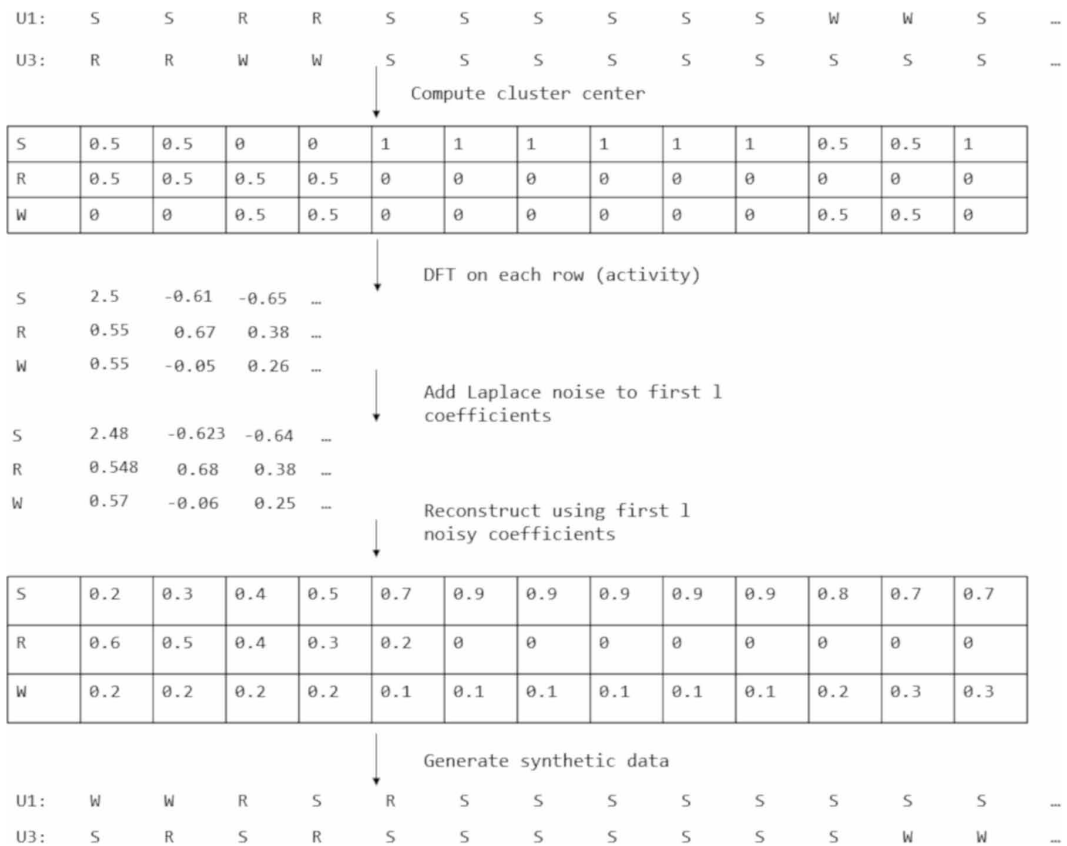 U1: S S R R S S S S S S W W S …
U3: R R W W S S S S S S S S S …
Compute cluster center
S 0.5 0.5 0 0 1 1 1 1 1 1 0.5 0.5 1
R 0.5 0.5 0.5 0.5 0 0 0 0 0 0 0 0 0
W 0 0 0.5 0.5 0 0 0 0 0 0 0.5 0.5 0
DFT on each row (activity)
S 2.5 -0.61 -0.65 …
R 0.55 0.67 0.38 …
W 0.55 -0.05 0.26 …
Add Laplace noise to first l
coefficients
S 2.48 -0.623 -0.64 …
R 0.548 0.68 0.38 …
W 0.57 -0.06 0.25 …
Reconstruct using first l
noisy coefficients
S 0.2 0.3 0.4 0.5 0.7 0.9 0.9 0.9 0.9 0.9 0.8 0.7 0.7
R 0.6 0.5 0.4 0.3 0.2 0 0 0 0 0 0 0 0
W 0.2 0.2 0.2 0.2 0.1 0.1 0.1 0.1 0.1 0.1 0.2 0.3 0.3
Generate synthetic data
U1: W W R S R S S S S S S S S …
U3: S R S R S S S S S S S W W …